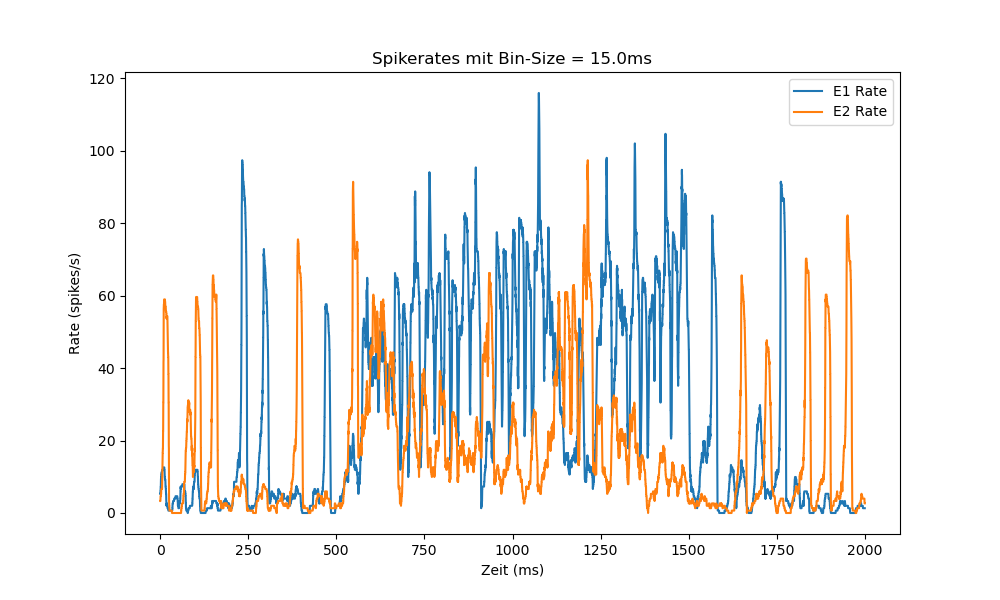 Spikerates mit Bin-Size = 15.0ms
E1 Rate
E2 Rate
Rate (spikes/s)
120
100
80
60
40
20
0
0 250 500 750 1000 1250 1500 1750 2000
Zeit (ms)